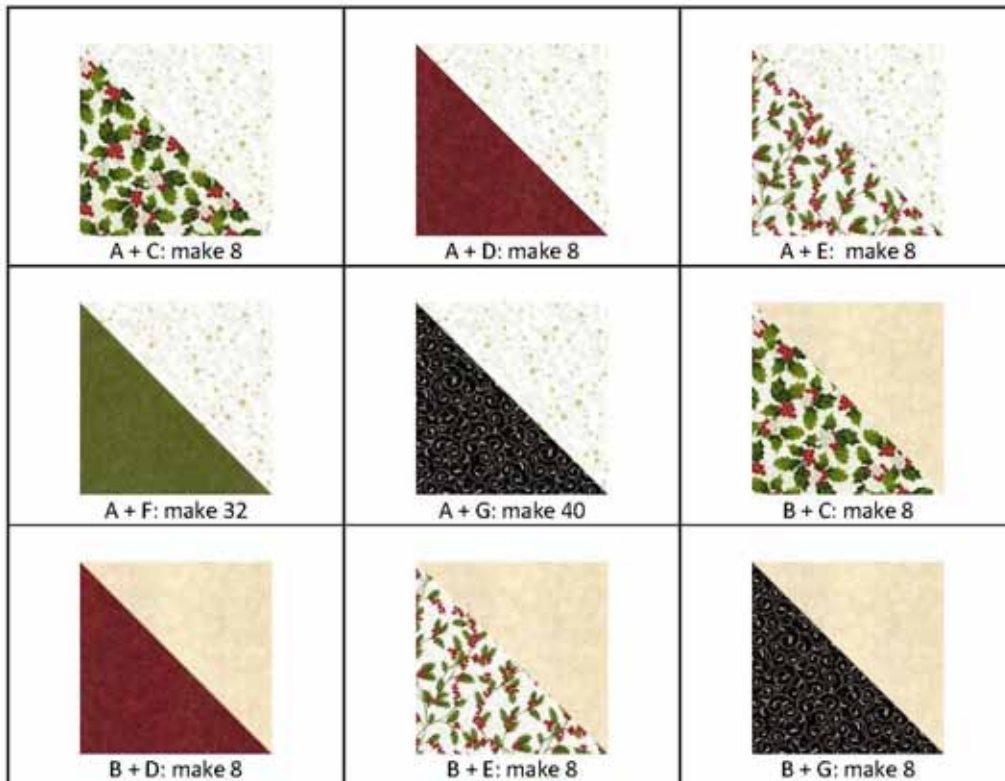 A + C: make 8
A + D: make 8
A + E: make 8
A + F: make 32
A + G: make 40
B + C: make 8
B + D: make 8
B + E: make 8
B + G: make 8